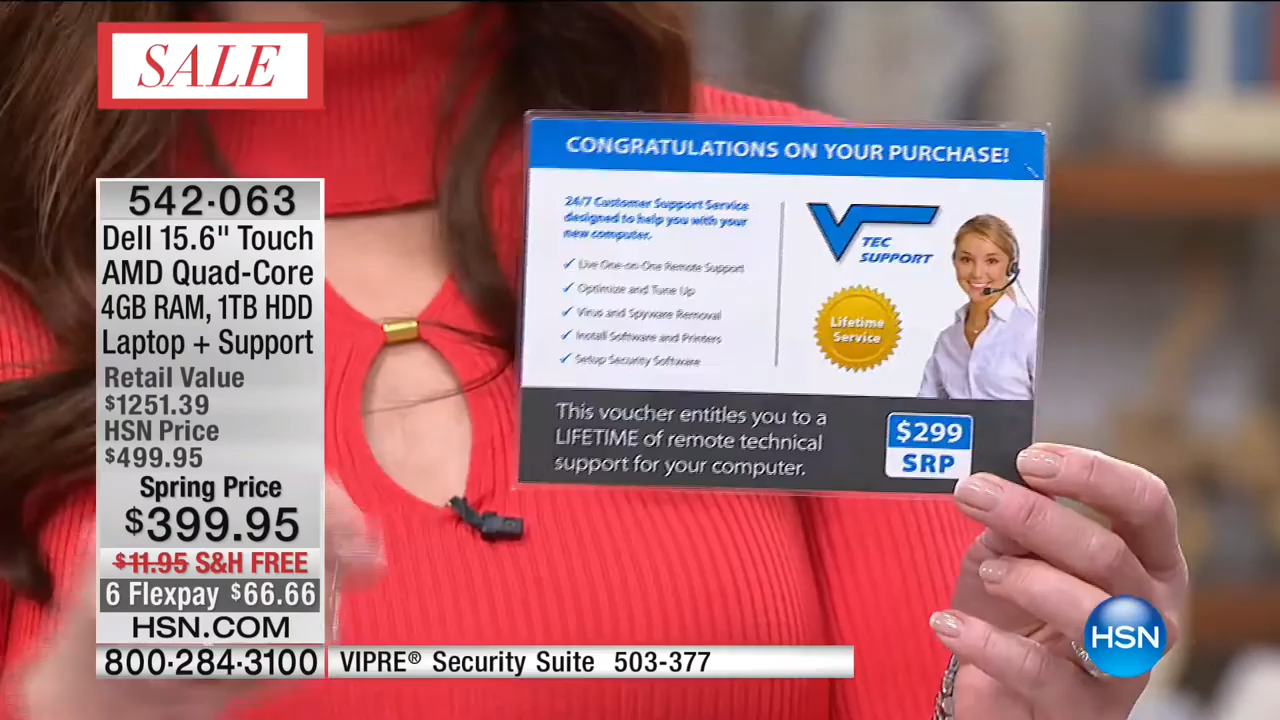 SALE
542·063
Dell 15.6" Touch
AMD Quad-Core
4GB RAM, 1TB HDD
Laptop + Support
Retail Value
$1251.39
HSN Price
$499.95
Spring Price
$399.95
$11.95 S&H FREE
6 Flexpay $66.66
HSN.COM
800·284·3100
VIPRE® Security Suite 503-377
CONGRATULATIONS ON YOUR PURCHASE!
24/7 Customer Support Service
designed to help you with your
new computer.
✓ Live One-on-One Remote Support
✓ Optimize and Tune Up
✓ Virus and Spyware Removal
✓ Install Software and Printers
✓ Setup Security Software
V
TEC
SUPPORT
Lifetime
Service
This voucher entitles you to a
LIFETIME of remote technical
support for your computer.
$299
SRP
HSN